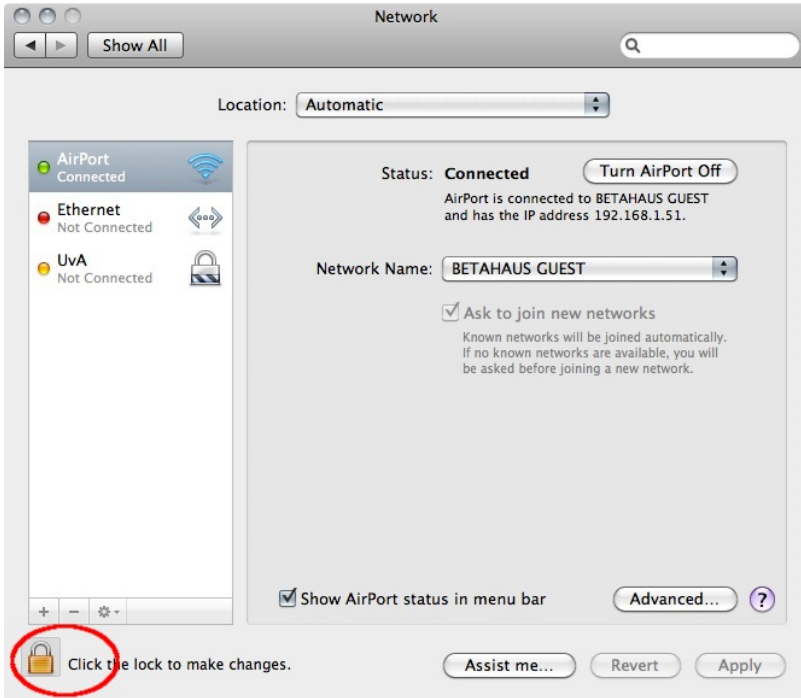 Network
Show All
Location: Automatic
AirPort
Connected
Ethernet
Not Connected
UvA
Not Connected
Status: Connected
Turn AirPort Off
AirPort is connected to BETAHAUS GUEST
and has the IP address 192.168.1.51.
Network Name: BETAHAUS GUEST
Ask to join new networks
Known networks will be joined automatically.
If no known networks are available, you will
be asked before joining a new network.
Show AirPort status in menu bar
Advanced...
?
Click the lock to make changes.
Assist me...
Revert
Apply